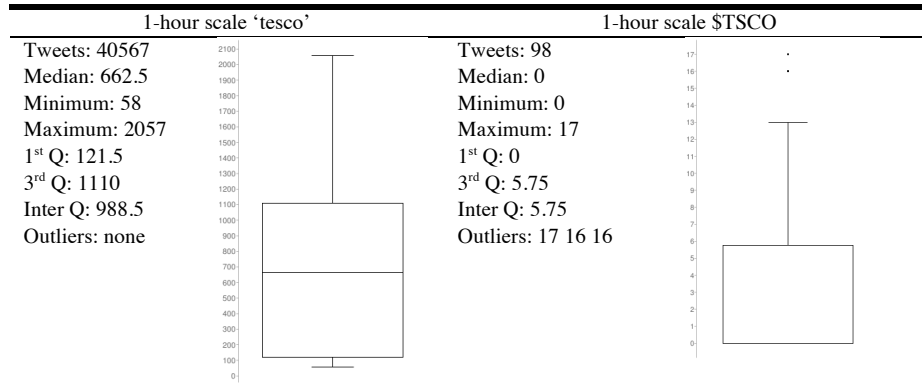 1-hour scale ‘tesco’
1-hour scale $TSCO
Tweets: 40567
Median: 662.5
Minimum: 58
Maximum: 2057
1st Q: 121.5
3rd Q: 1110
Inter Q: 988.5
Outliers: none
2100
2000
1900
1800
1700
1600
1500
1400
1300
1200
1100
1000
900
800
700
600
500
400
300
200
100
0
Tweets: 98
Median: 0
Minimum: 0
Maximum: 17
1st Q: 0
3rd Q: 5.75
Inter Q: 5.75
Outliers: 17 16 16
17
16
15
14
13
12
11
10
9
8
7
6
5
4
3
2
1
0